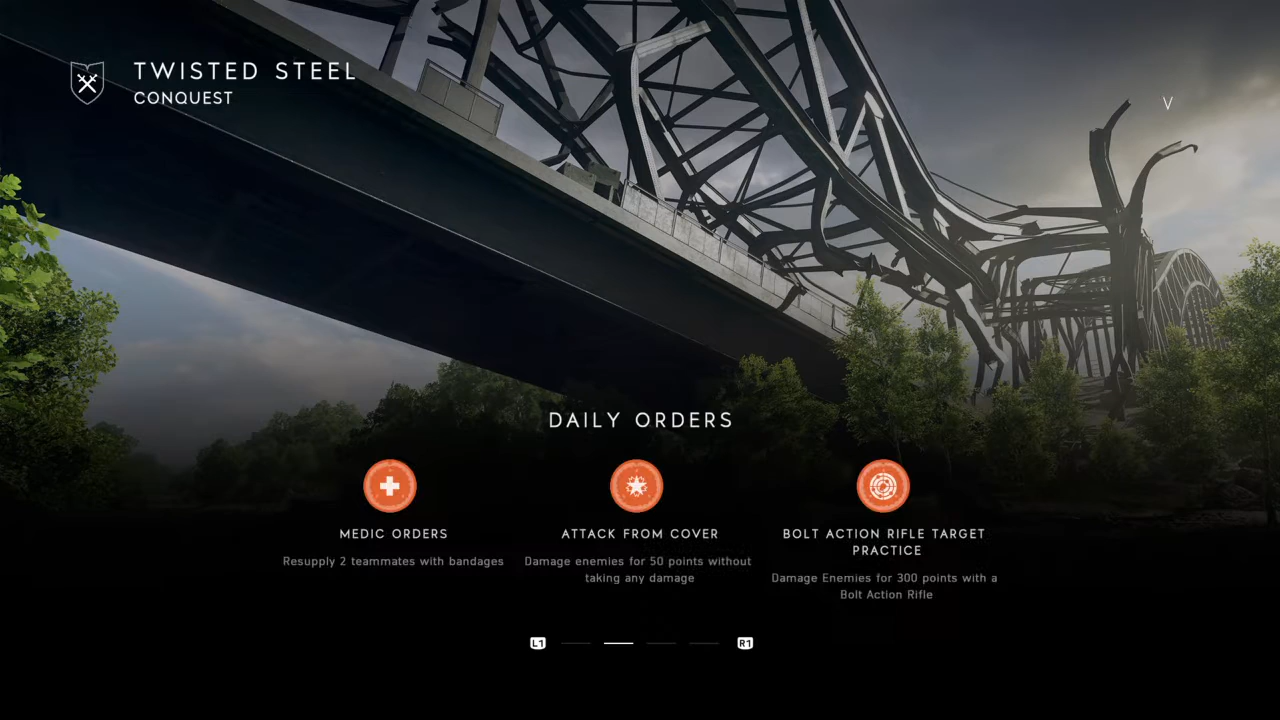 TWISTED STEEL
CONQUEST
V
DAILY ORDERS
MEDIC ORDERS
Resupply 2 teammates with bandages
ATTACK FROM COVER
Damage enemies for 50 points without
taking any damage
BOLT ACTION RIFLE TARGET
PRACTICE
Damage Enemies for 300 points with a
Bolt Action Rifle
L1
R1